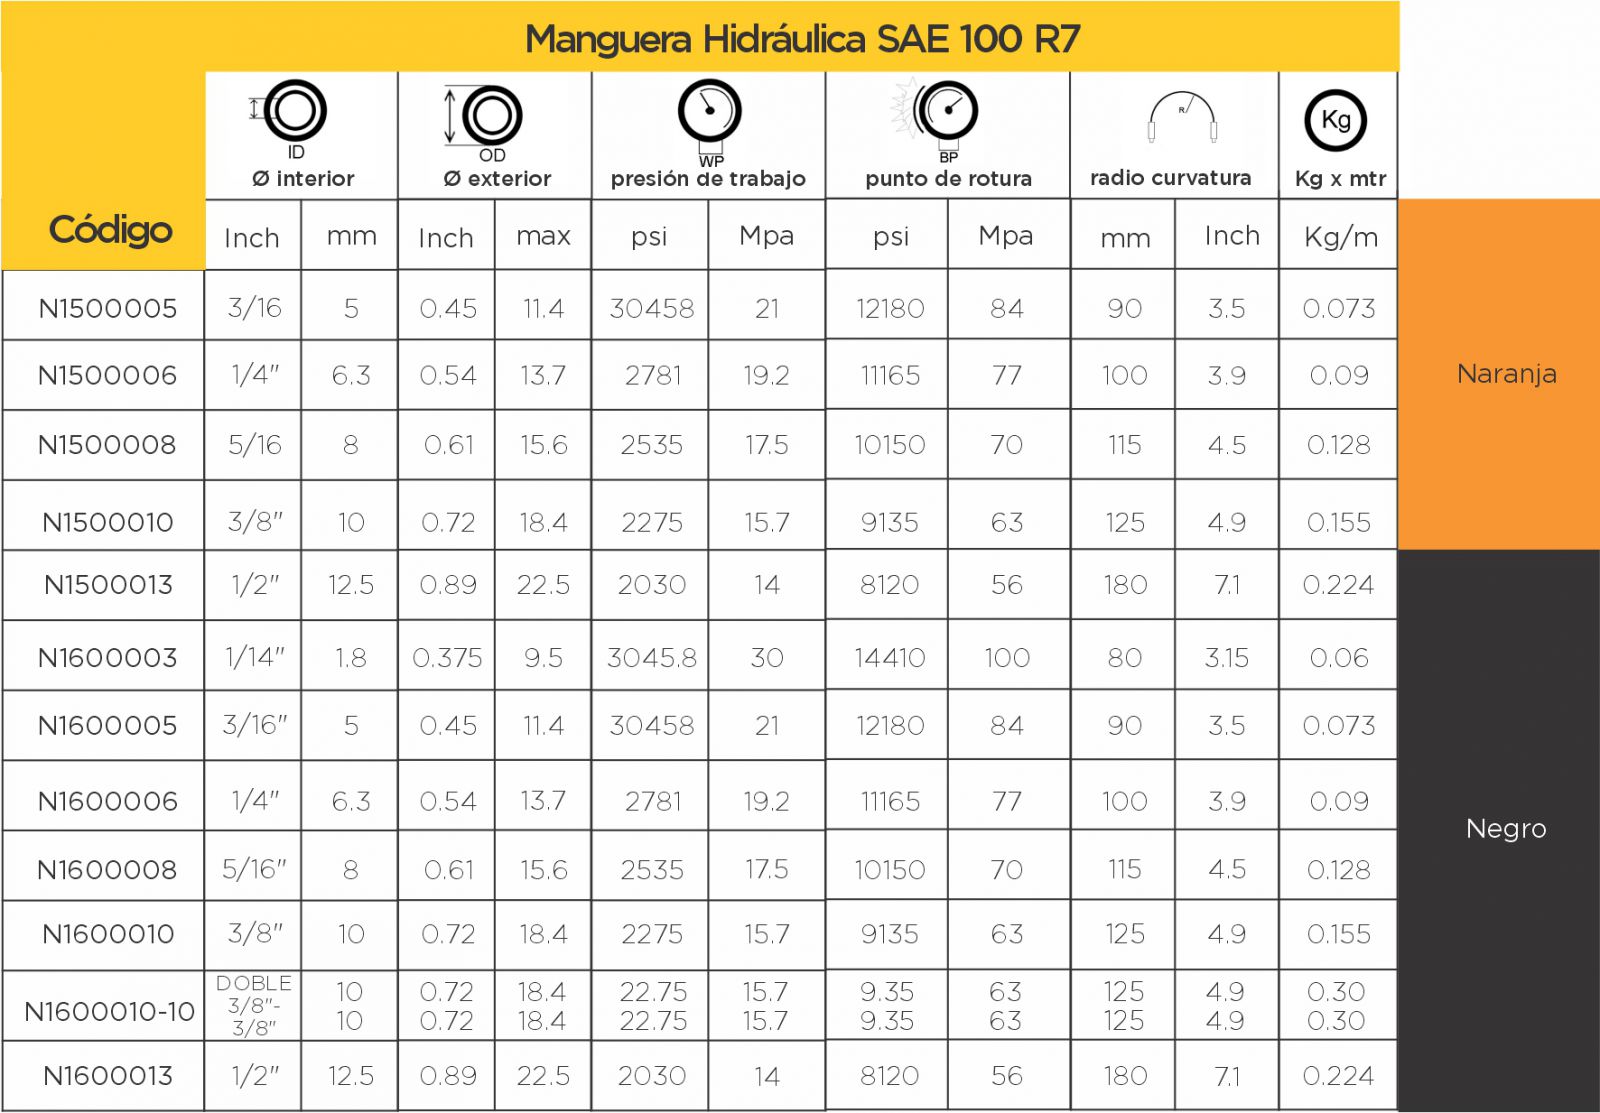 Manguera Hidráulica SAE 100 R7
ID OD WP BP R Kg
Ø interior Ø exterior presión de trabajo punto de rotura radio curvatura Kg x mtr
Código Inch mm Inch max psi Mpa psi Mpa mm Inch Kg/m
N1500005 3/16 5 0.45 11.4 30458 21 12180 84 90 3.5 0.073
N1500006 1/4" 6.3 0.54 13.7 2781 19.2 11165 77 100 3.9 0.09
Naranja
N1500008 5/16 8 0.61 15.6 2535 17.5 10150 70 115 4.5 0.128
N1500010 3/8" 10 0.72 18.4 2275 15.7 9135 63 125 4.9 0.155
N1500013 1/2" 12.5 0.89 22.5 2030 14 8120 56 180 7.1 0.224
N1600003 1/14" 1.8 0.375 9.5 3045.8 30 14410 100 80 3.15 0.06
N1600005 3/16" 5 0.45 11.4 30458 21 12180 84 90 3.5 0.073
N1600006 1/4" 6.3 0.54 13.7 2781 19.2 11165 77 100 3.9 0.09
Negro
N1600008 5/16" 8 0.61 15.6 2535 17.5 10150 70 115 4.5 0.128
N1600010 3/8" 10 0.72 18.4 2275 15.7 9135 63 125 4.9 0.155
N1600010-10
DOBLE
3/8"-
3/8"
10 0.72 18.4 22.75 15.7 9.35 63 125 4.9 0.30
10 0.72 18.4 22.75 15.7 9.35 63 125 4.9 0.30
N1600013 1/2" 12.5 0.89 22.5 2030 14 8120 56 180 7.1 0.224